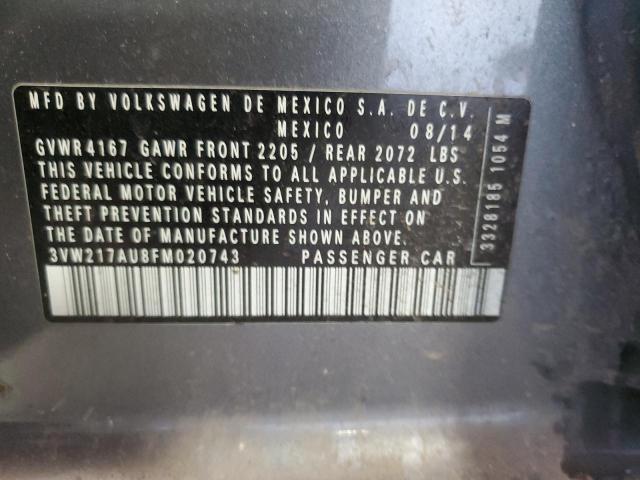 MFD BY VOLKSWAGEN DE MEXICO S.A. DE C.V.
MEXICO 08/14
GVWR 4167 GAWR FRONT 2205 / REAR 2072 LBS
THIS VEHICLE CONFORMS TO ALL APPLICABLE U.S.
FEDERAL MOTOR VEHICLE SAFETY, BUMPER AND
THEFT PREVENTION STANDARDS IN EFFECT ON
THE DATE OF MANUFACTURE SHOWN ABOVE.
3VW217AU8FM020743 PASSENGER CAR
3328185 1054 M